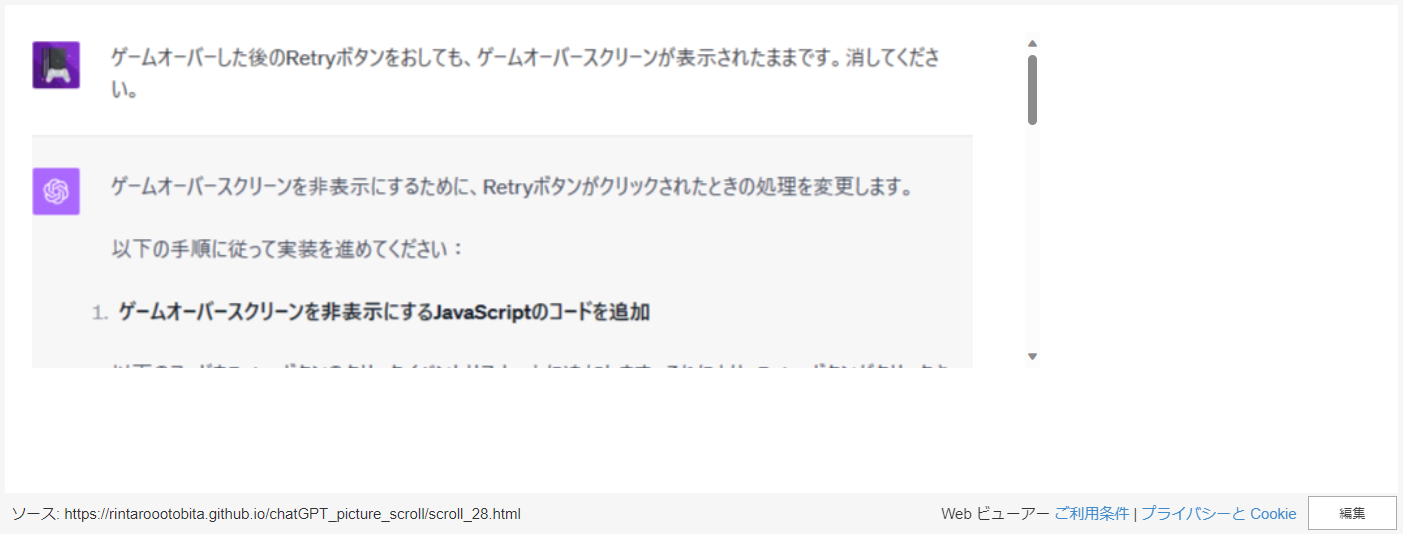 ゲームオーバーした後のRetryボタンをおしても、ゲームオーバースクリーンが表示されたままです。消してくださ
い。
ゲームオーバースクリーンを非表示にするために、Retryボタンがクリックされたときの処理を変更します。
以下の手順に従って実装を進めてください：
1. ゲームオーバースクリーンを非表示にするJavaScriptのコードを追加
ソース: https://rintaroootobita.github.io/chatGPT_picture_scroll/scroll_28.html
Web ビューアー ご利用条件 | プライバシーと Cookie
編集